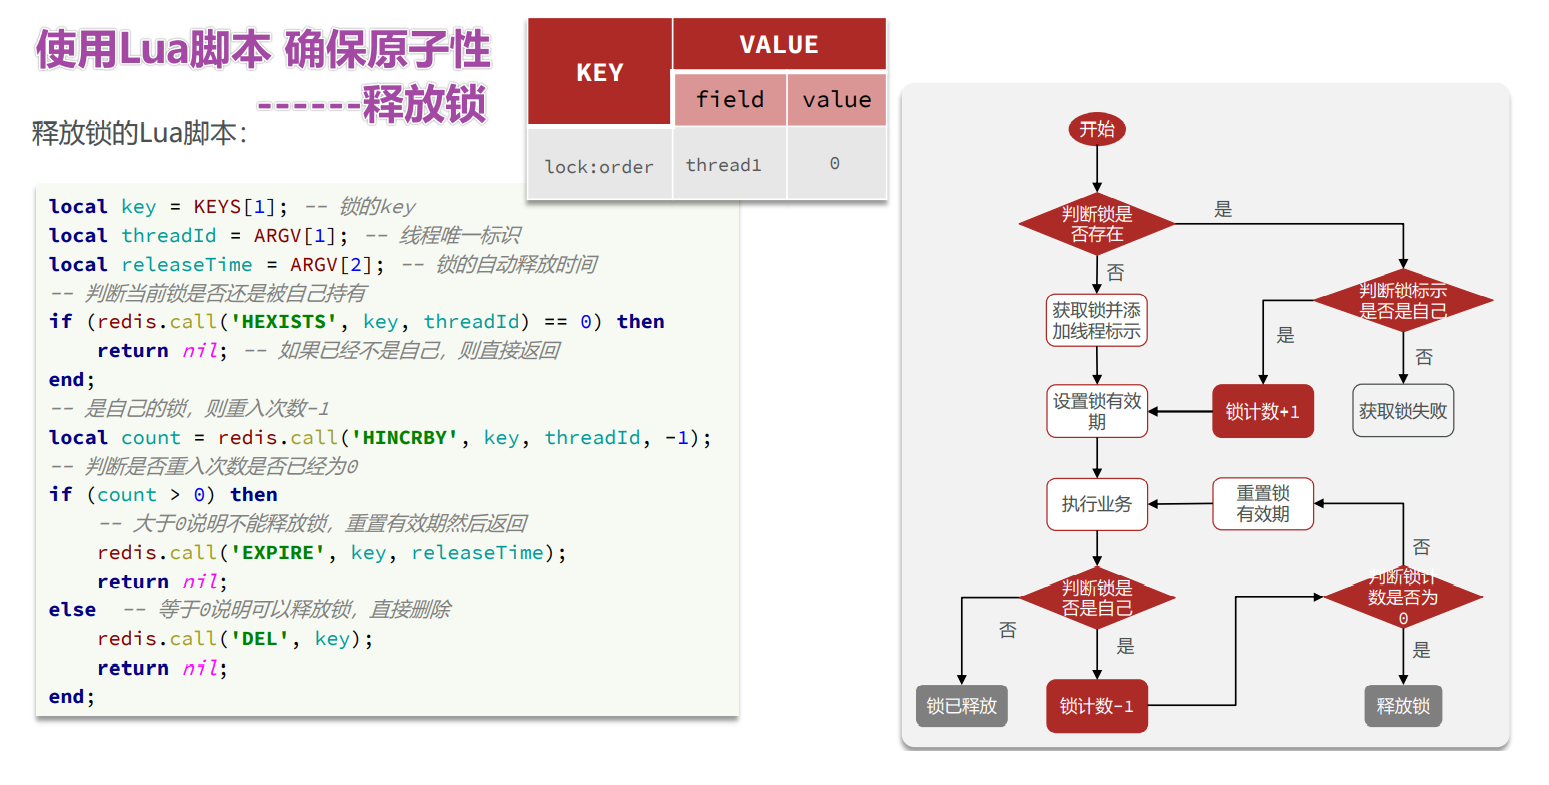 使用Lua脚本 确保原子性
------释放锁
释放锁的Lua脚本：
KEY
VALUE
field
value
lock:order
thread1
0
local key = KEYS[1]; -- 锁的key
local threadId = ARGV[1]; -- 线程唯一标识
local releaseTime = ARGV[2]; -- 锁的自动释放时间
-- 判断当前锁是否还是被自己持有
if (redis.call('HEXISTS', key, threadId) == 0) then
    return nil; -- 如果已经不是自己，则直接返回
end;
-- 是自己的锁，则重入次数-1
local count = redis.call('HINCRBY', key, threadId, -1);
-- 判断是否重入次数是否已经为0
if (count > 0) then
    -- 大于0说明不能释放锁，重置有效期然后返回
    redis.call('EXPIRE', key, releaseTime);
    return nil;
else  -- 等于0说明可以释放锁，直接删除
    redis.call('DEL', key);
    return nil;
end;
开始
判断锁是
否存在
是
否
获取锁并添
加线程标示
判断锁标示
是否是自己
是
否
设置锁有效
期
锁计数+1
获取锁失败
执行业务
重置锁
有效期
否
判断锁是
否是自己
判断锁计
数是否为
0
否
是
是
锁已释放
锁计数-1
释放锁